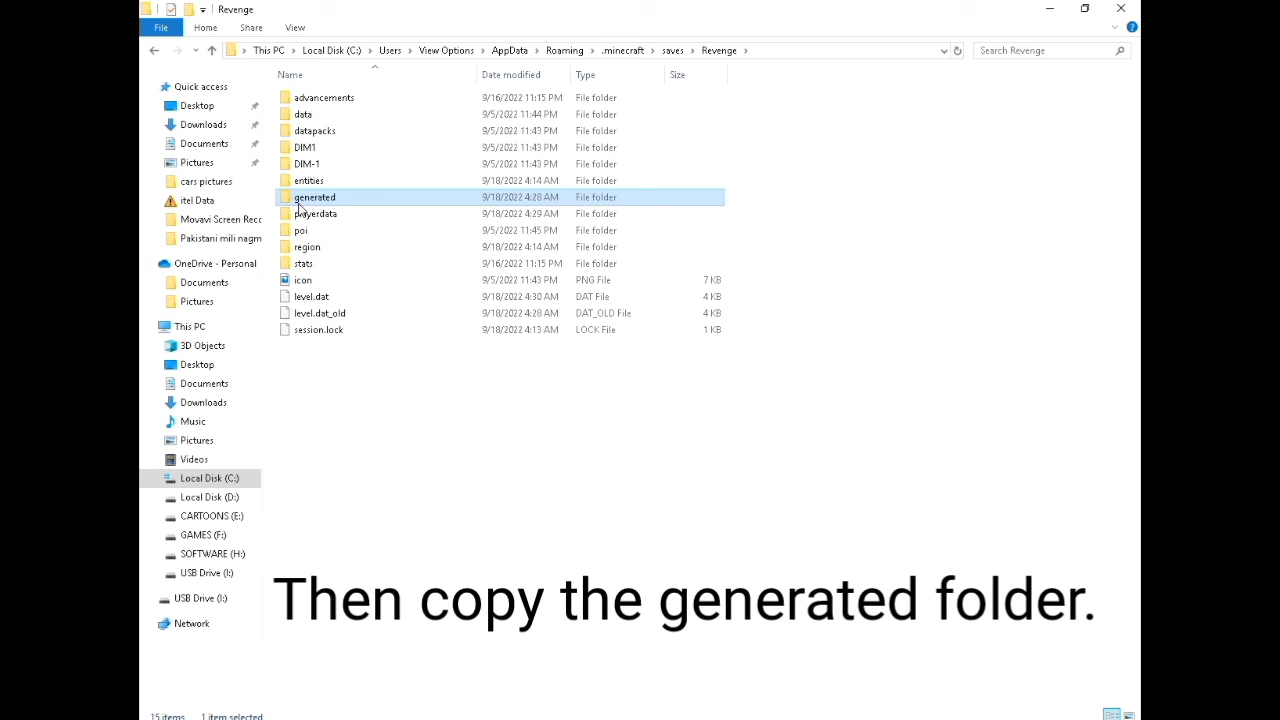 Revenge
File Home Share View
This PC > Local Disk (C:) > Users > View Options > AppData > Roaming > .minecraft > saves > Revenge >
Search Revenge
Name Date modified Type Size
Quick access
Desktop
Downloads
Documents
Pictures
cars pictures
itel Data
Movavi Screen Recc
Pakistani mili nagm
OneDrive - Personal
Documents
Pictures
This PC
3D Objects
Desktop
Documents
Downloads
Music
Pictures
Videos
Local Disk (C:)
Local Disk (D:)
CARTOONS (E:)
GAMES (F:)
SOFTWARE (H:)
USB Drive (I:)
USB Drive (I:)
Network
advancements 9/16/2022 11:15 PM File folder
data 9/5/2022 11:44 PM File folder
datapacks 9/5/2022 11:43 PM File folder
DIM1 9/5/2022 11:43 PM File folder
DIM-1 9/5/2022 11:43 PM File folder
entities 9/18/2022 4:14 AM File folder
generated 9/18/2022 4:28 AM File folder
playerdata 9/18/2022 4:29 AM File folder
poi 9/5/2022 11:45 PM File folder
region 9/18/2022 4:14 AM File folder
stats 9/16/2022 11:15 PM File folder
icon 9/5/2022 11:43 PM PNG File 7 KB
level.dat 9/18/2022 4:30 AM DAT File 4 KB
level.dat_old 9/18/2022 4:28 AM DAT_OLD File 4 KB
session.lock 9/18/2022 4:13 AM LOCK File 1 KB
Then copy the generated folder.
15 items 1 item selected